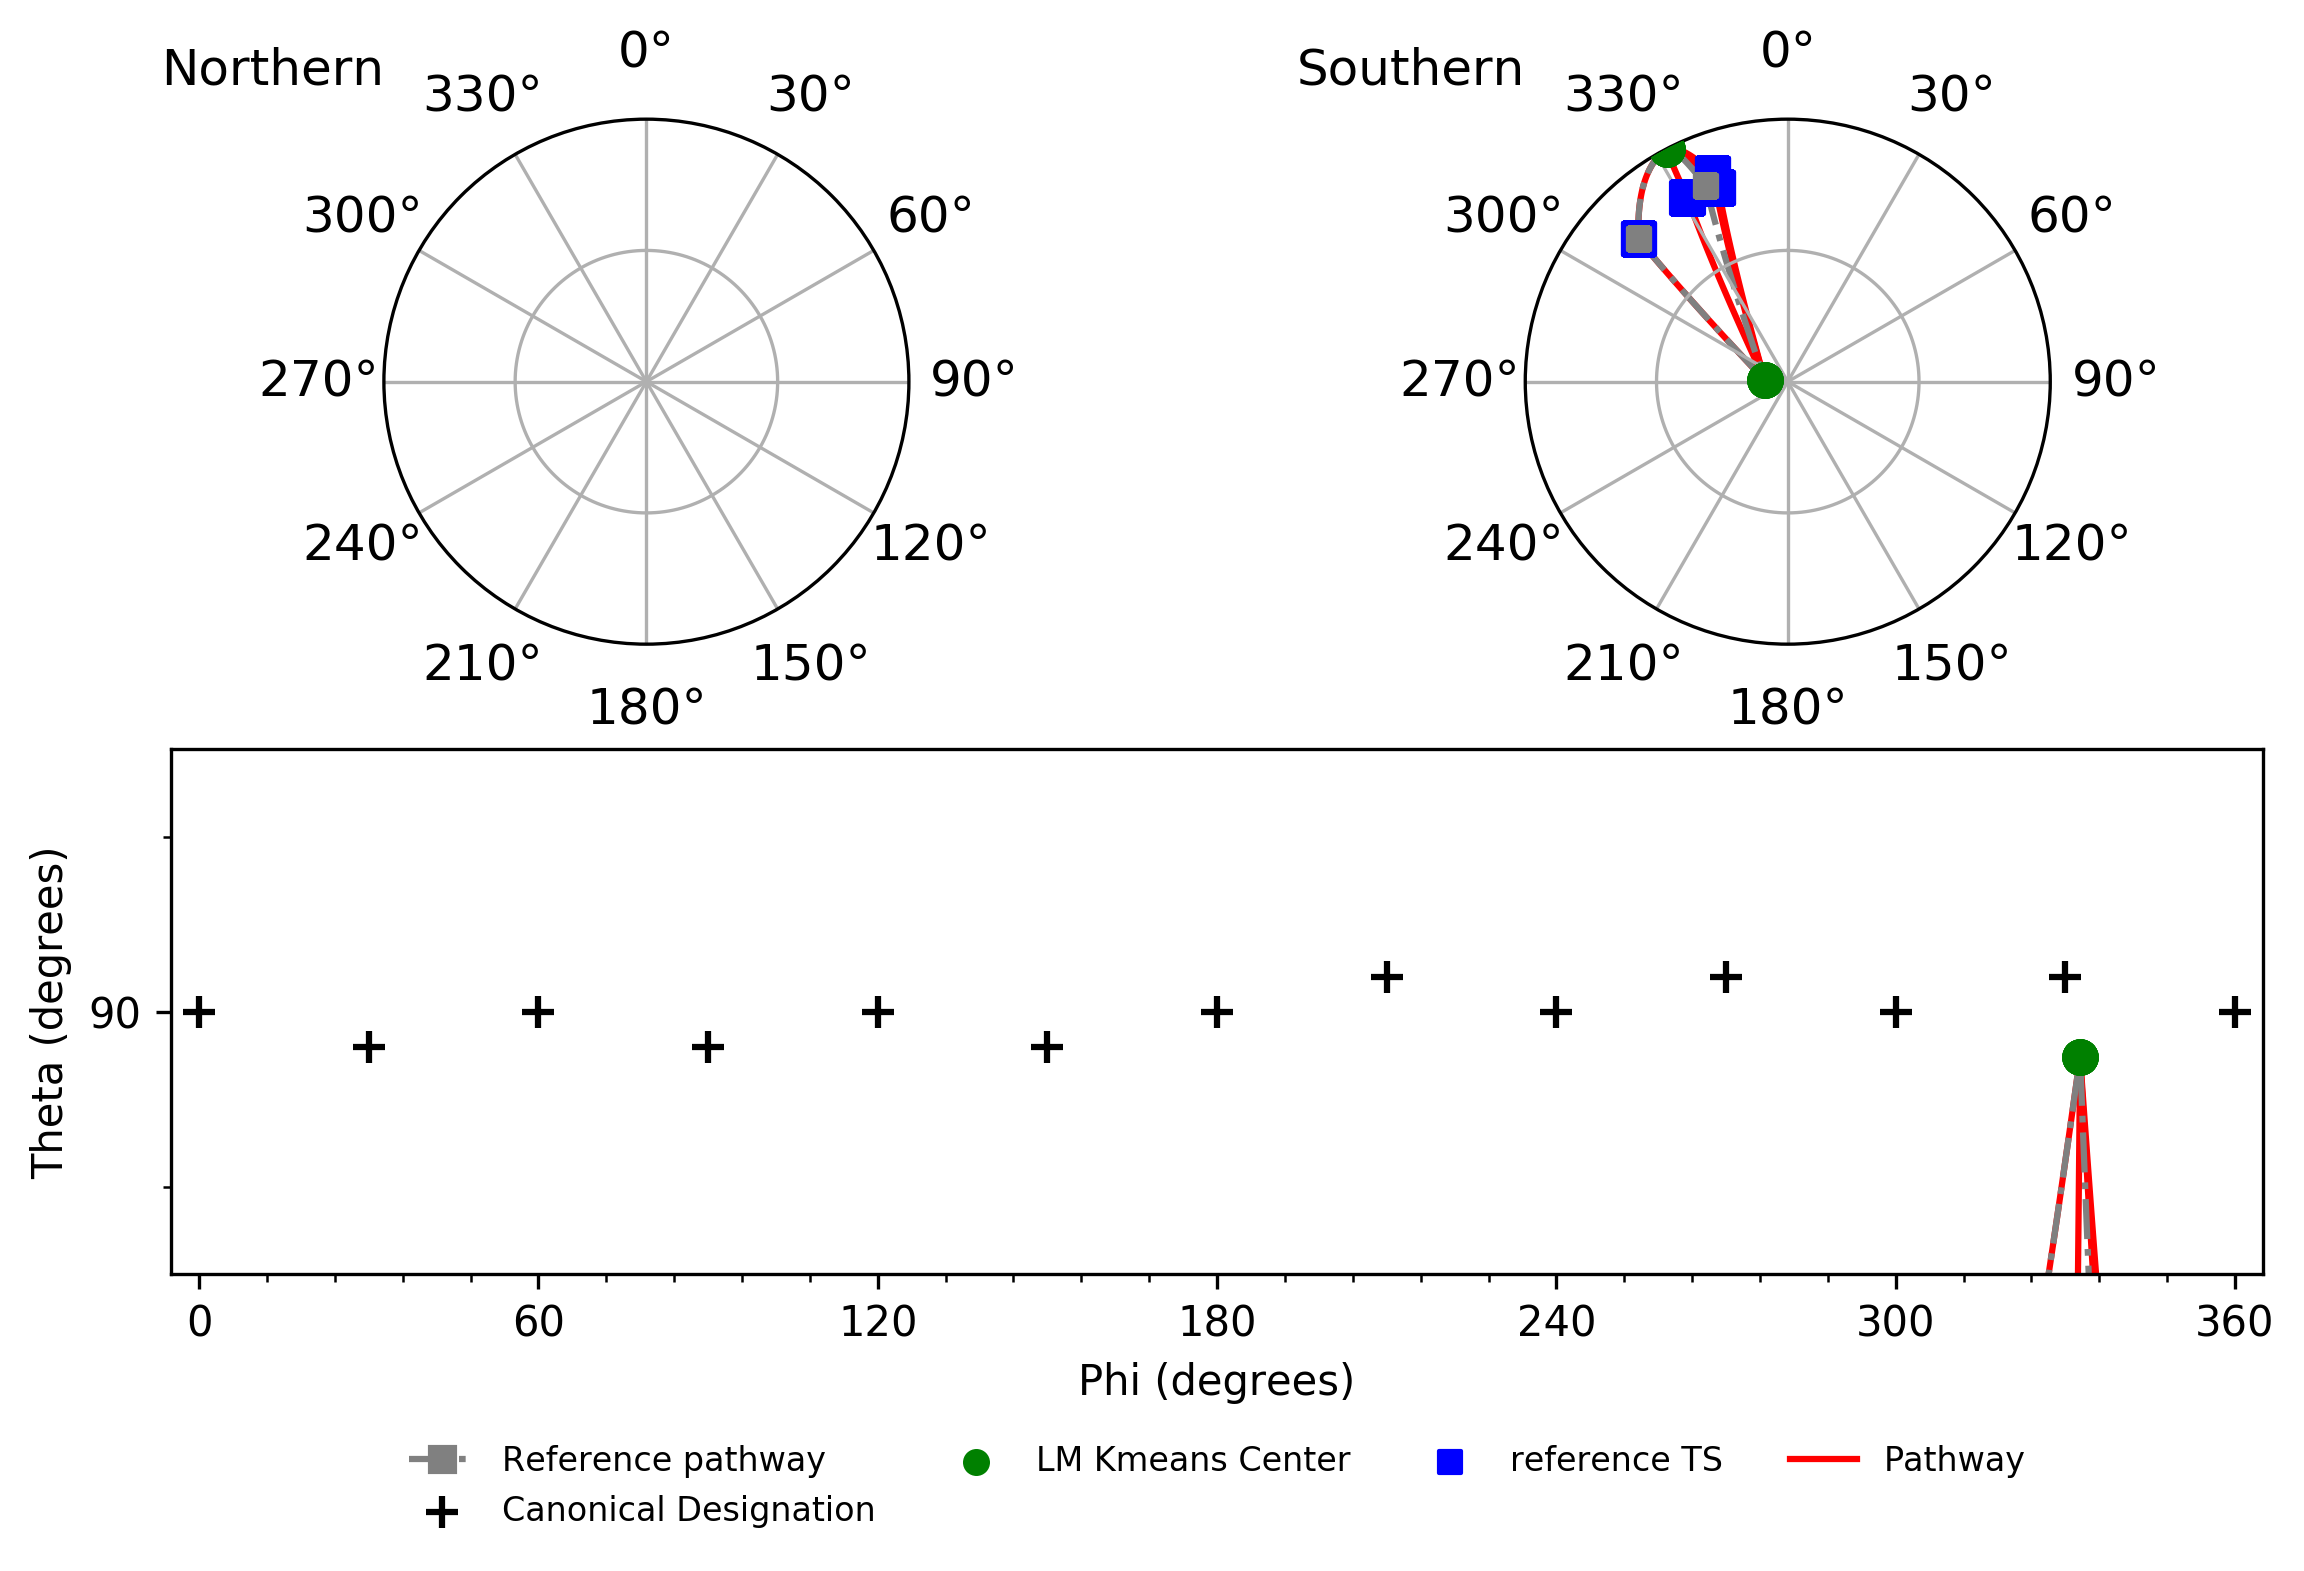 Northern
0°
30°
60°
90°
120°
150°
180°
210°
240°
270°
300°
330°
Southern
0°
30°
60°
90°
120°
150°
180°
210°
240°
270°
300°
330°
Theta (degrees)
90
0 60 120 180 240 300 360
Phi (degrees)
Reference pathway
Canonical Designation
LM Kmeans Center
reference TS
Pathway